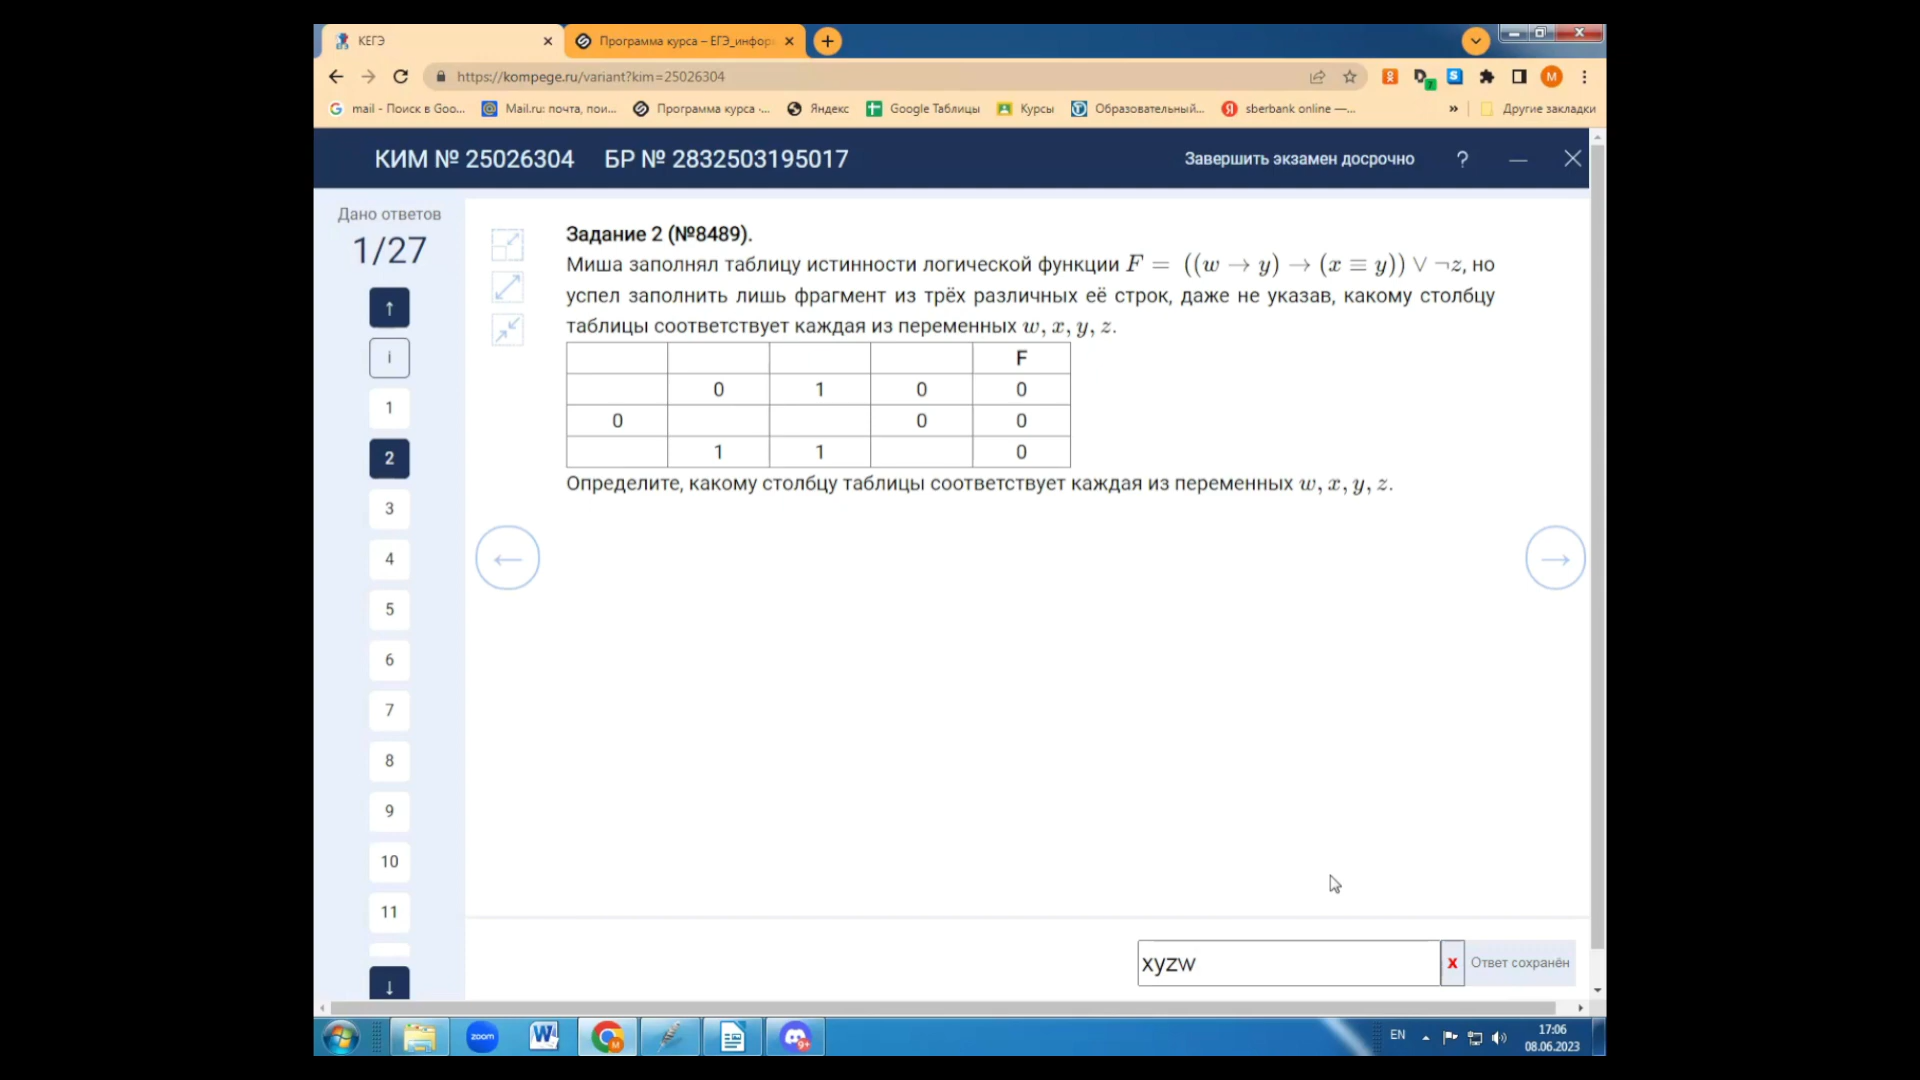 КЕГЭ
Программа курса – ЕГЭ_инфор
https://kompege.ru/variant?kim=25026304
mail - Поиск в Goo...
Mail.ru: почта, пои...
Программа курса -...
Яндекс
Google Таблицы
Курсы
Образовательный...
sberbank online —...
»
Другие закладки
КИМ № 25026304 БР № 2832503195017
Завершить экзамен досрочно
?
Дано ответов
1/27
↑
i
1
2
3
4
5
6
7
8
9
10
11
↓
Задание 2 (№8489).
Миша заполнял таблицу истинности логической функции F = ((w → y) → (x ≡ y)) ∨ ¬z, но
успел заполнить лишь фрагмент из трёх различных её строк, даже не указав, какому столбцу
таблицы соответствует каждая из переменных w, x, y, z.
F
0 1 0 0
0 0 0
1 1 0
Определите, какому столбцу таблицы соответствует каждая из переменных w, x, y, z.
←
→
xyzw
x
Ответ сохранён
zoom
EN
17:06
08.06.2023